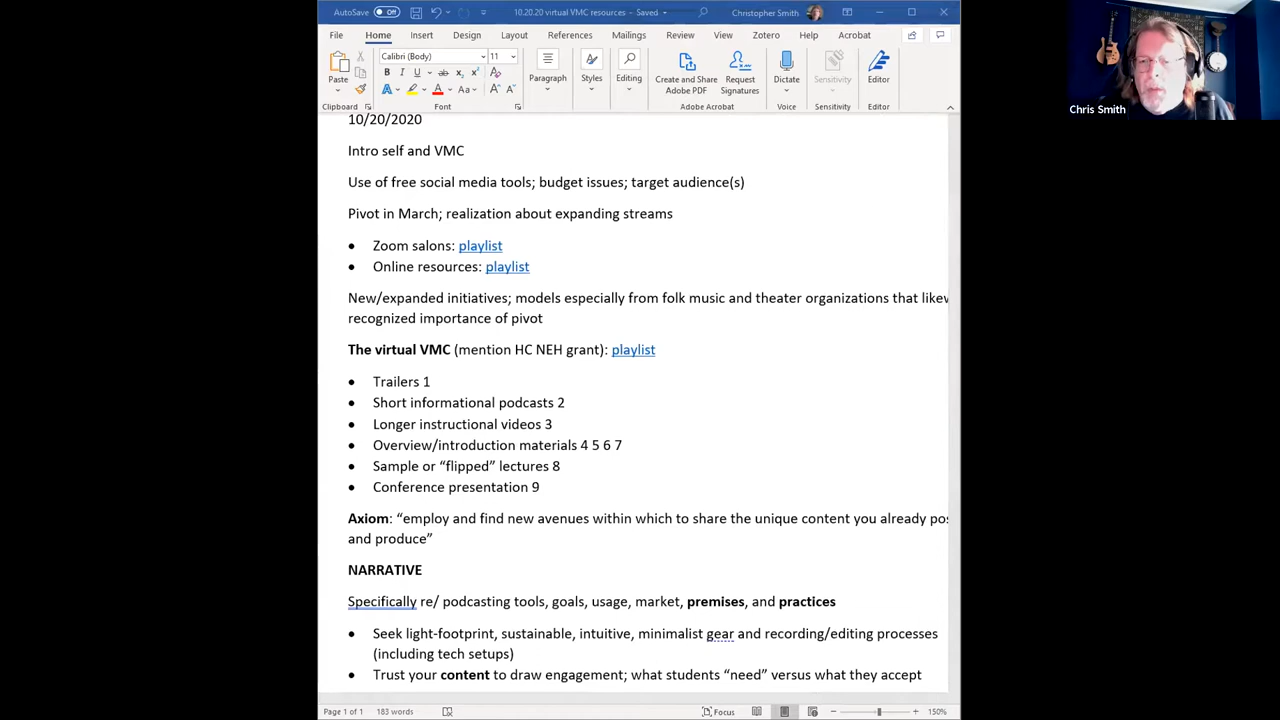 AutoSave Off 10.20.20 virtual VMC resources - Saved Christopher Smith
File Home Insert Design Layout References Mailings Review View Zotero Help Acrobat
Calibri (Body) 11
Paste Paragraph Styles Editing Create and Share Adobe PDF Request Signatures Dictate Sensitivity Editor
Clipboard Font Adobe Acrobat Voice Sensitivity Editor
Chris Smith
10/20/2020
Intro self and VMC
Use of free social media tools; budget issues; target audience(s)
Pivot in March; realization about expanding streams
• Zoom salons: playlist
• Online resources: playlist
New/expanded initiatives; models especially from folk music and theater organizations that likew
recognized importance of pivot
The virtual VMC (mention HC NEH grant): playlist
• Trailers 1
• Short informational podcasts 2
• Longer instructional videos 3
• Overview/introduction materials 4 5 6 7
• Sample or “flipped” lectures 8
• Conference presentation 9
Axiom: “employ and find new avenues within which to share the unique content you already pos
and produce”
NARRATIVE
Specifically re/ podcasting tools, goals, usage, market, premises, and practices
• Seek light-footprint, sustainable, intuitive, minimalist gear and recording/editing processes
(including tech setups)
• Trust your content to draw engagement; what students “need” versus what they accept
Page 1 of 1 183 words Focus 150%